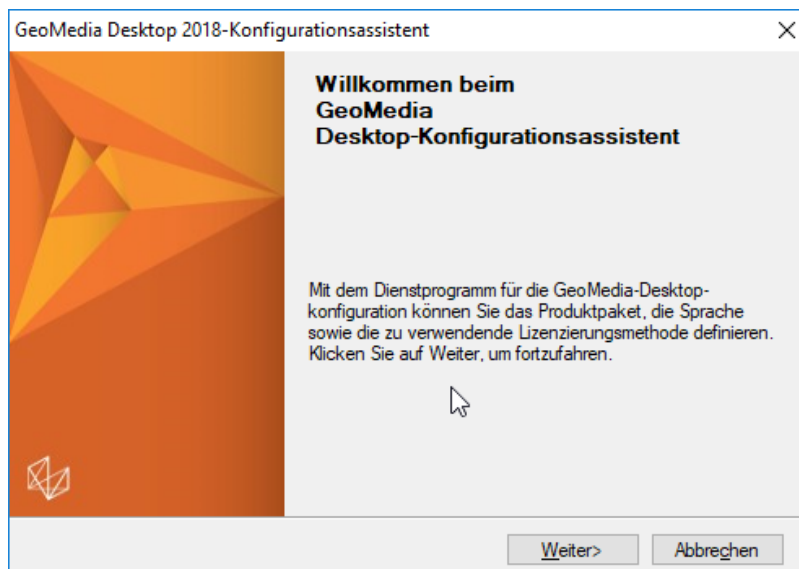 GeoMedia Desktop 2018-Konfigurationsassistent
Willkommen beim
GeoMedia
Desktop-Konfigurationsassistent
Mit dem Dienstprogramm für die GeoMedia-Desktop-
konfiguration können Sie das Produktpaket, die Sprache
sowie die zu verwendende Lizenzierungsmethode definieren.
Klicken Sie auf Weiter, um fortzufahren.
Weiter>
Abbrechen